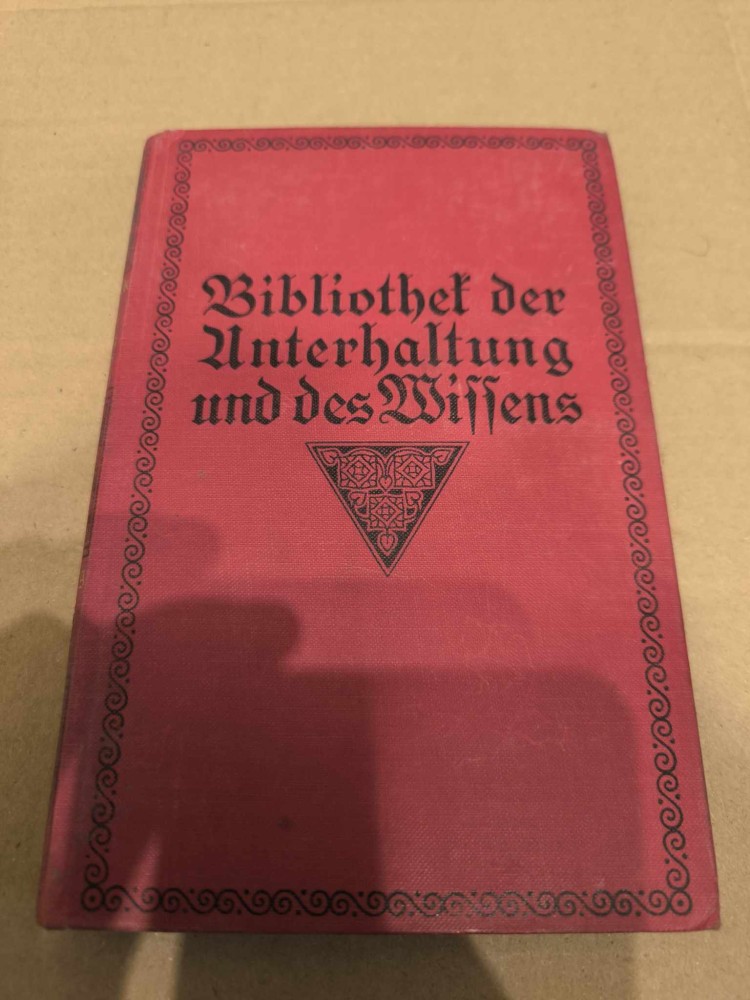 Bibliothek der
Unterhaltung
und des Wiſſens